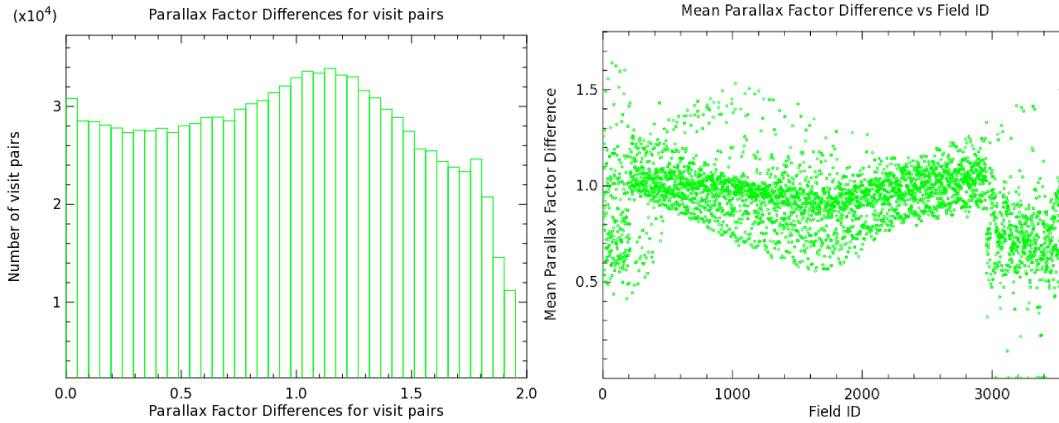 Parallax Factor Differences for visit pairs
(x10⁴)
Number of visit pairs
3
2
1
0.0 0.5 1.0 1.5 2.0
Parallax Factor Differences for visit pairs
Mean Parallax Factor Difference vs Field ID
Mean Parallax Factor Difference
1.5
1.0
0.5
0 1000 2000 3000
Field ID